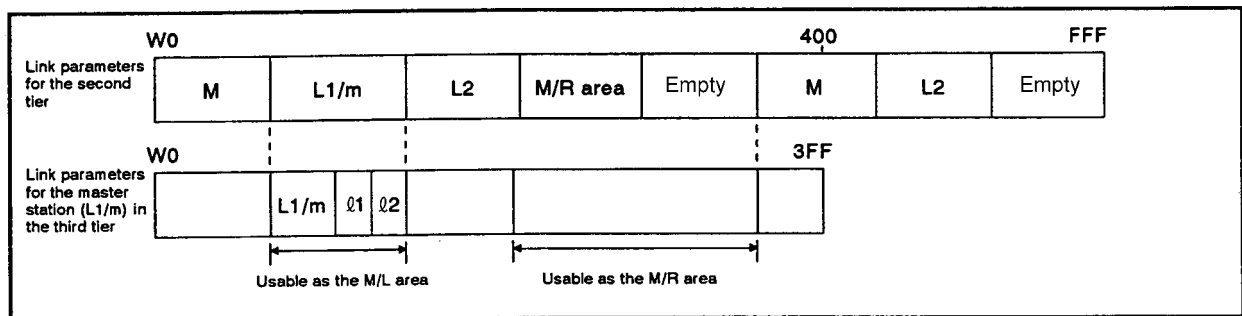 W0 400 FFF
Link parameters
for the second
tier
M L1/m L2 M/R area Empty M L2 Empty
W0 3FF
Link parameters
for the master
station (L1/m) in
the third tier
L1/m ℓ1 ℓ2
Usable as the M/L area Usable as the M/R area